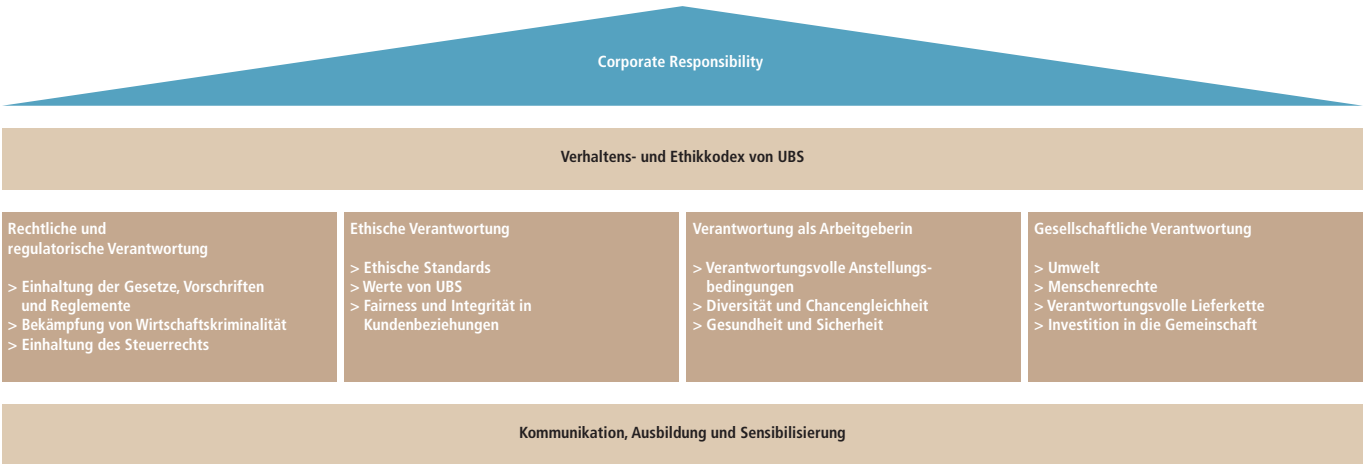 Corporate Responsibility
Verhaltens- und Ethikkodex von UBS
Rechtliche und
regulatorische Verantwortung
> Einhaltung der Gesetze, Vorschriften
und Reglemente
> Bekämpfung von Wirtschaftskriminalität
> Einhaltung des Steuerrechts
Ethische Verantwortung
> Ethische Standards
> Werte von UBS
> Fairness und Integrität in
Kundenbeziehungen
Verantwortung als Arbeitgeberin
> Verantwortungsvolle Anstellungs-
bedingungen
> Diversität und Chancengleichheit
> Gesundheit und Sicherheit
Gesellschaftliche Verantwortung
> Umwelt
> Menschenrechte
> Verantwortungsvolle Lieferkette
> Investition in die Gemeinschaft
Kommunikation, Ausbildung und Sensibilisierung